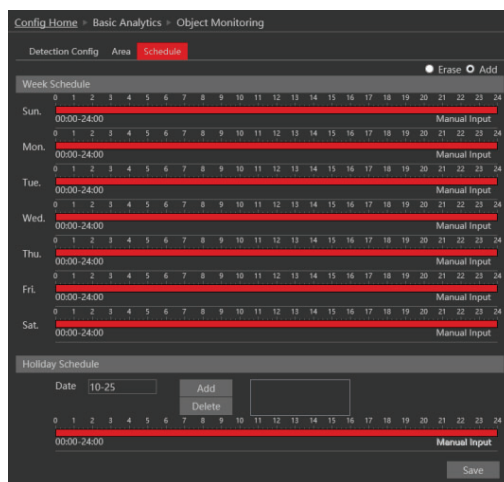 Config Home ▸ Basic Analytics ▸ Object Monitoring
Detection Config Area Schedule
Erase Add
Week Schedule
0 1 2 3 4 5 6 7 8 9 10 11 12 13 14 15 16 17 18 19 20 21 22 23 24
Sun.
00:00-24:00 Manual Input
0 1 2 3 4 5 6 7 8 9 10 11 12 13 14 15 16 17 18 19 20 21 22 23 24
Mon.
00:00-24:00 Manual Input
0 1 2 3 4 5 6 7 8 9 10 11 12 13 14 15 16 17 18 19 20 21 22 23 24
Tue.
00:00-24:00 Manual Input
0 1 2 3 4 5 6 7 8 9 10 11 12 13 14 15 16 17 18 19 20 21 22 23 24
Wed.
00:00-24:00 Manual Input
0 1 2 3 4 5 6 7 8 9 10 11 12 13 14 15 16 17 18 19 20 21 22 23 24
Thu.
00:00-24:00 Manual Input
0 1 2 3 4 5 6 7 8 9 10 11 12 13 14 15 16 17 18 19 20 21 22 23 24
Fri.
00:00-24:00 Manual Input
0 1 2 3 4 5 6 7 8 9 10 11 12 13 14 15 16 17 18 19 20 21 22 23 24
Sat.
00:00-24:00 Manual Input
Holliday Schedule
Date 10-25 Add
Delete
0 1 2 3 4 5 6 7 8 9 10 11 12 13 14 15 16 17 18 19 20 21 22 23 24
00:00-24:00 Manual Input
Save